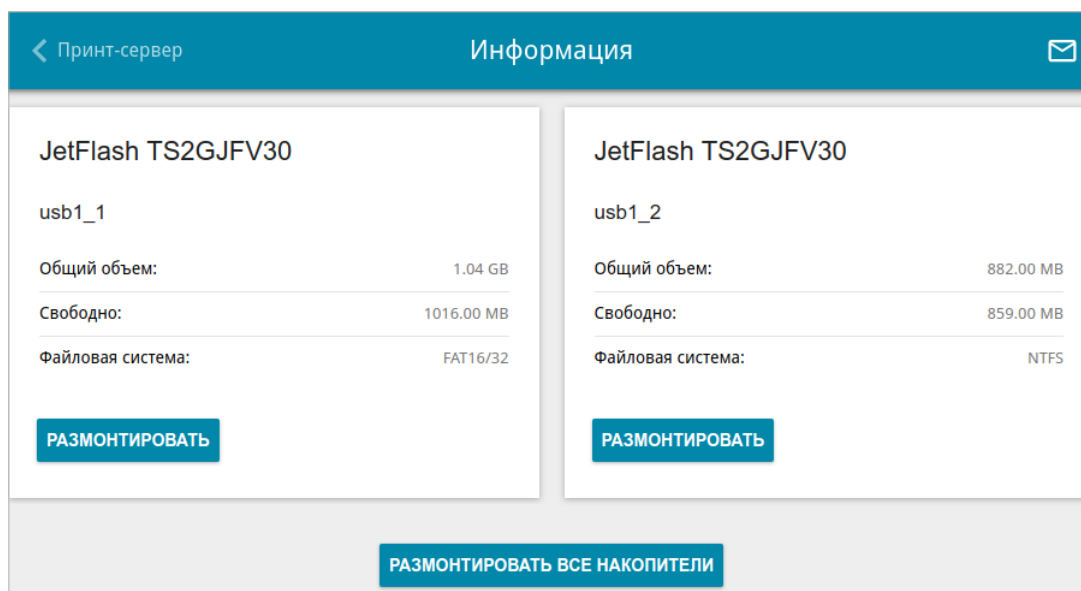 Принт-сервер
Информация
JetFlash TS2GJFV30
usb1_1
Общий объем: 1.04 GB
Свободно: 1016.00 MB
Файловая система: FAT16/32
РАЗМОНТИРОВАТЬ
JetFlash TS2GJFV30
usb1_2
Общий объем: 882.00 MB
Свободно: 859.00 MB
Файловая система: NTFS
РАЗМОНТИРОВАТЬ
РАЗМОНТИРОВАТЬ ВСЕ НАКОПИТЕЛИ